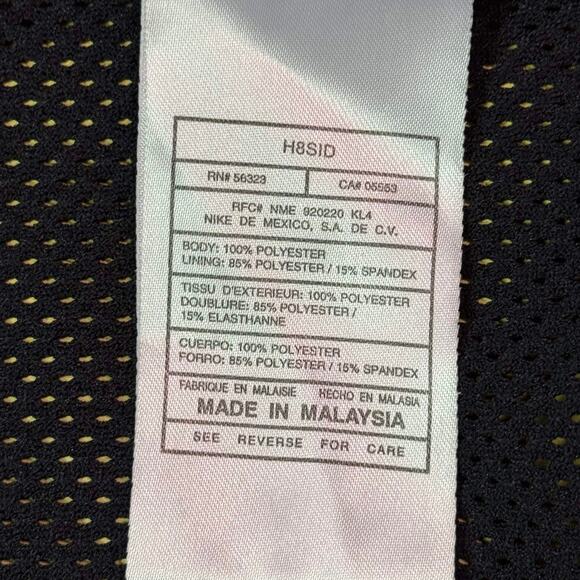 H8SID
RN# 56323 CA# 05553
RFC# NME 920220 KL4
NIKE DE MEXICO, S.A. DE C.V.
BODY: 100% POLYESTER
LINING: 85% POLYESTER / 15% SPANDEX
TISSU D'EXTERIEUR: 100% POLYESTER
DOUBLURE: 85% POLYESTER /
15% ELASTHANNE
CUERPO: 100% POLYESTER
FORRO: 85% POLYESTER / 15% SPANDEX
FABRIQUE EN MALAISIE HECHO EN MALASIA
MADE IN MALAYSIA
SEE REVERSE FOR CARE